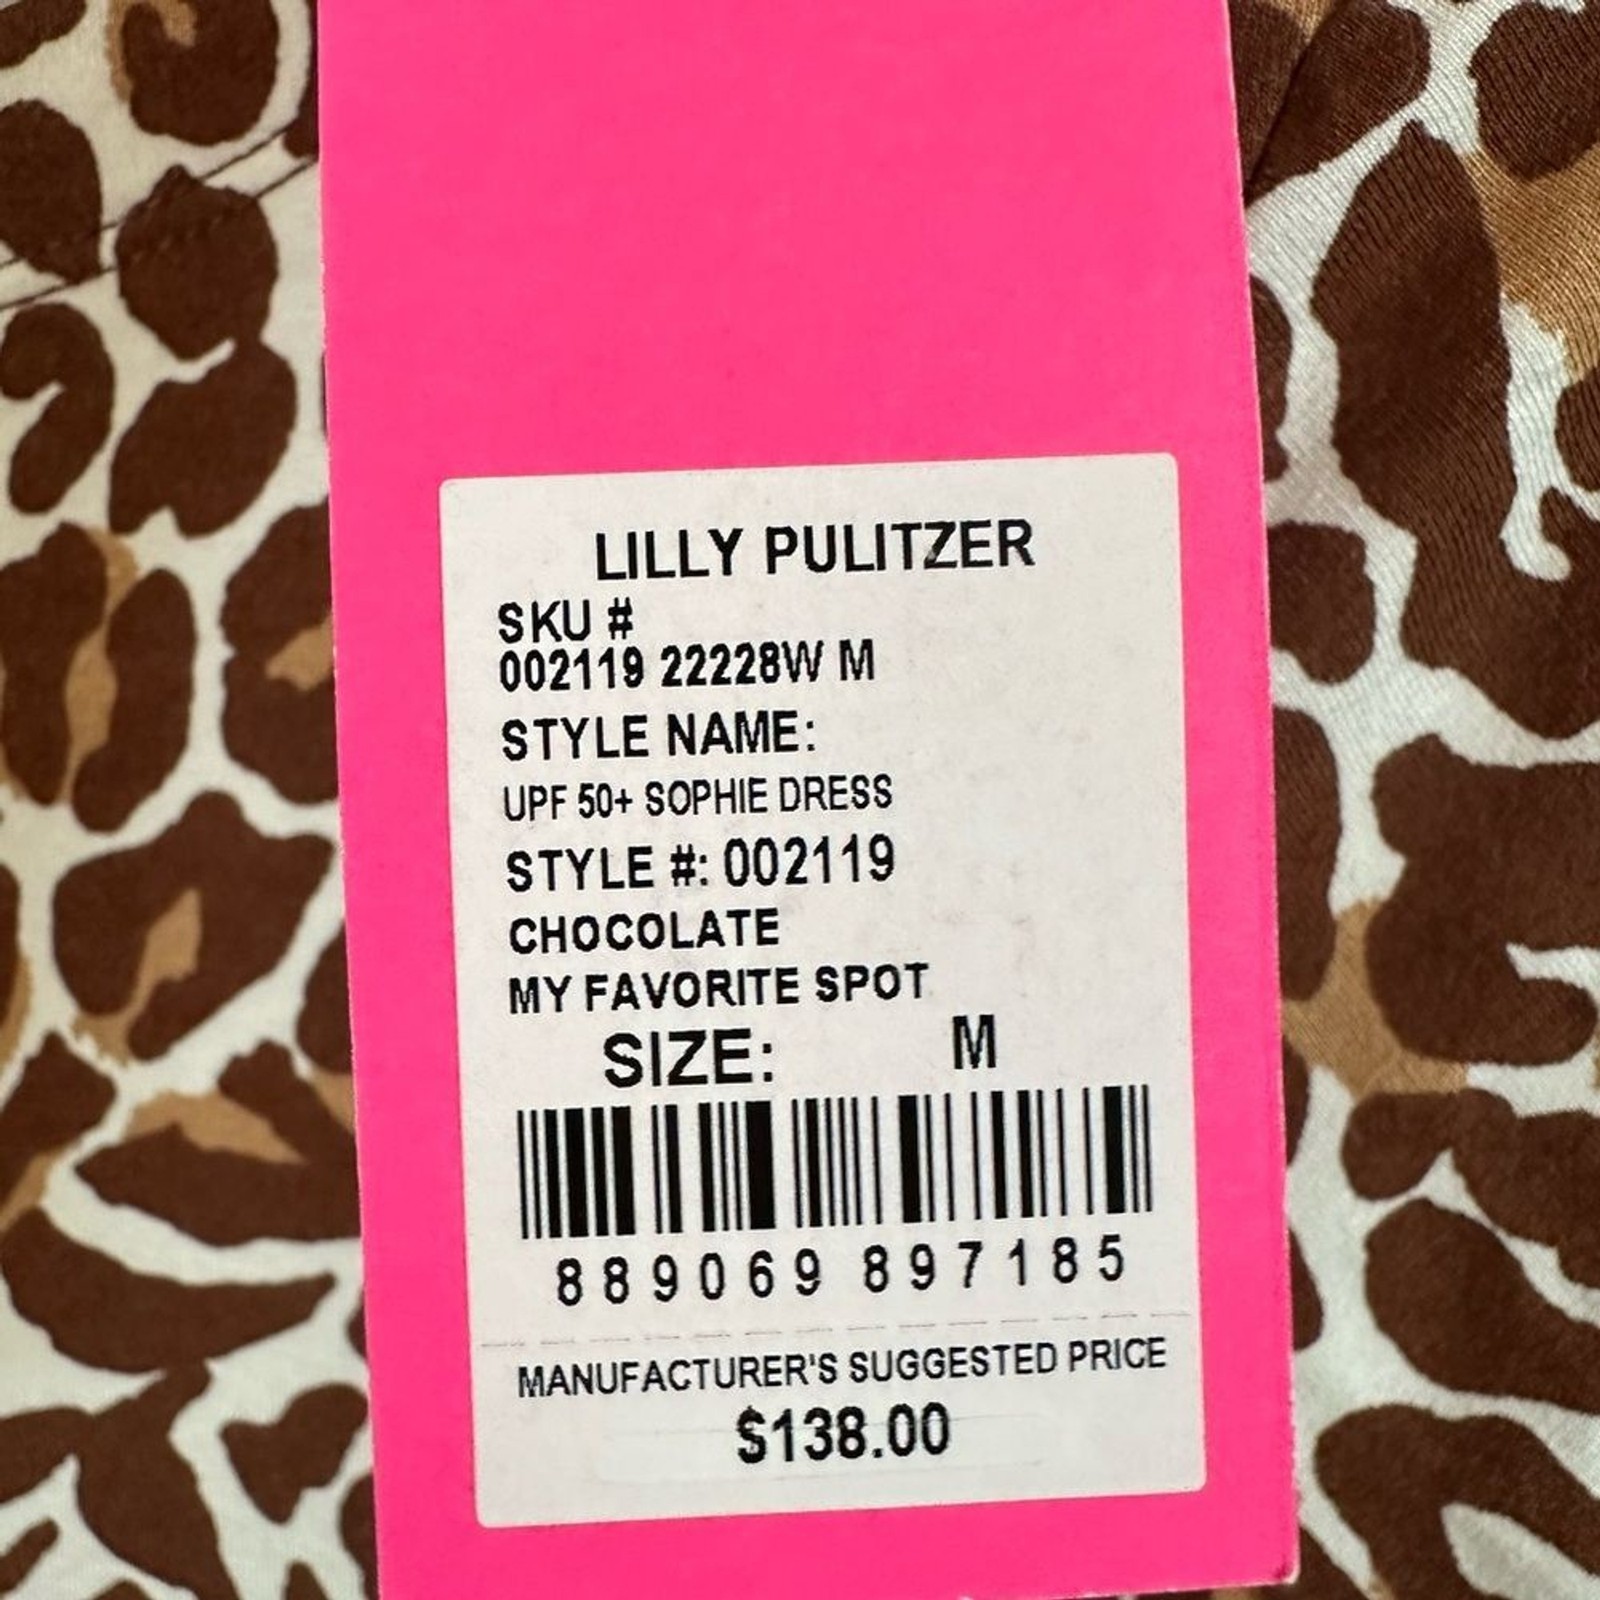 LILLY PULITZER
SKU #
002119 22228W M
STYLE NAME:
UPF 50+ SOPHIE DRESS
STYLE #: 002119
CHOCOLATE
MY FAVORITE SPOT
SIZE: M
889069 897185
MANUFACTURER'S SUGGESTED PRICE
$138.00